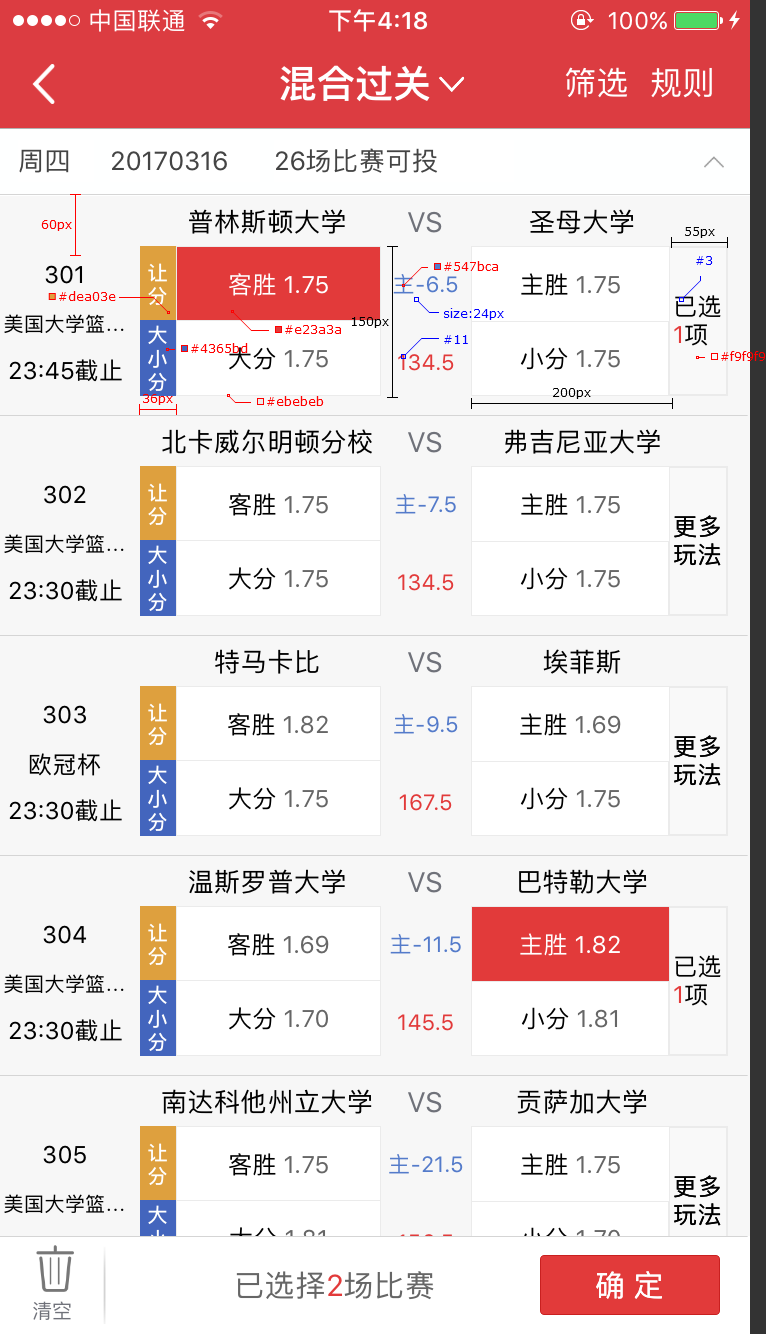 中国联通 下午4:18 100%
混合过关 筛选 规则
周四 20170316 26场比赛可投
60px
普林斯顿大学 VS 圣母大学
55px
301
美国大学篮...
23:45截止
#dea03e
让分
客胜 1.75
主-6.5
#547bca
主胜 1.75
#3
已选
1项
size:24px
#e23a3a
150px
#4365bd
大小分
大分 1.75
134.5
#11
小分 1.75
#f9f9f9
36px
#ebebeb
200px
北卡威尔明顿分校 VS 弗吉尼亚大学
302
美国大学篮...
23:30截止
让分
客胜 1.75 主-7.5 主胜 1.75
大小分
大分 1.75 134.5 小分 1.75
更多
玩法
特马卡比 VS 埃菲斯
303
欧冠杯
23:30截止
让分
客胜 1.82 主-9.5 主胜 1.69
大小分
大分 1.75 167.5 小分 1.75
更多
玩法
温斯罗普大学 VS 巴特勒大学
304
美国大学篮...
23:30截止
让分
客胜 1.69 主-11.5 主胜 1.82
大小分
大分 1.70 145.5 小分 1.81
已选
1项
南达科他州立大学 VS 贡萨加大学
305
美国大学篮...
让分
客胜 1.75 主-21.5 主胜 1.75
大小
大分 1.81 小分 1.70
更多
玩法
清空
已选择2场比赛
确 定